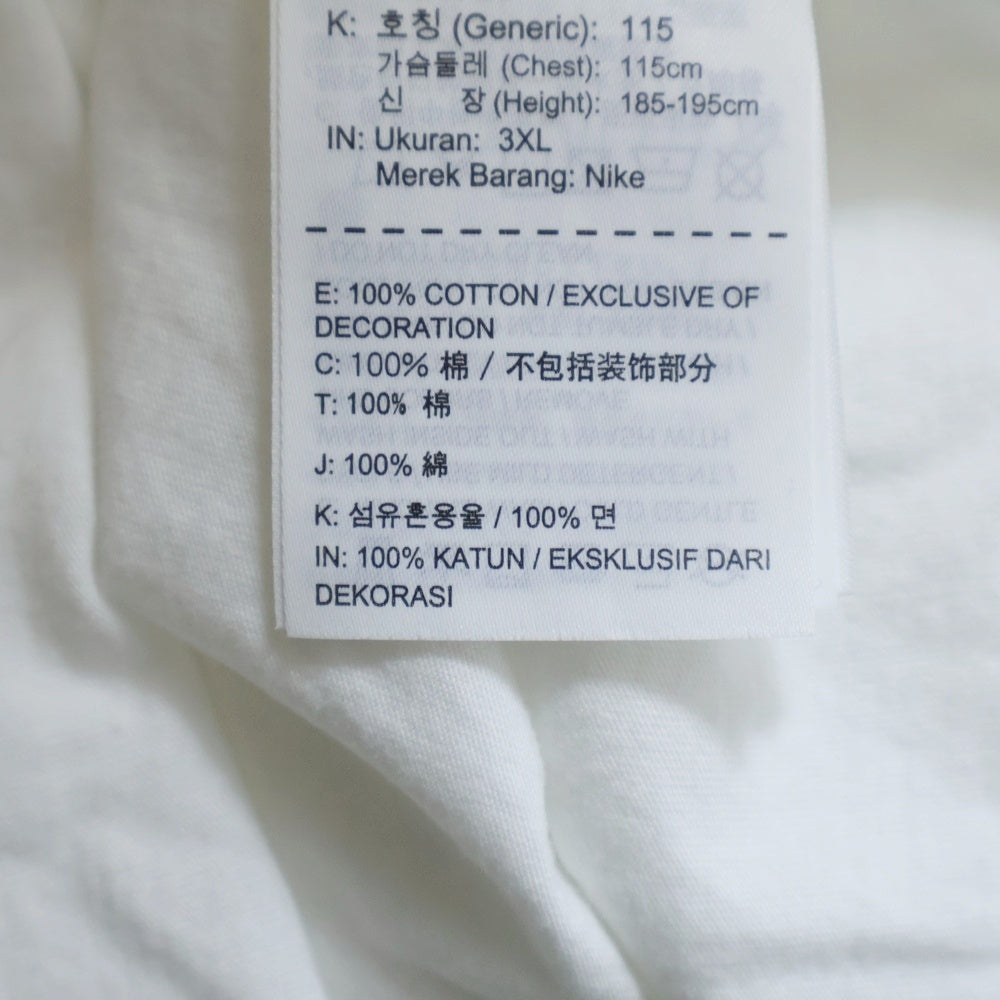 K: 호칭 (Generic): 115
가슴둘레 (Chest): 115cm
신 장 (Height): 185-195cm
IN: Ukuran: 3XL
Merek Barang: Nike
E: 100% COTTON / EXCLUSIVE OF
DECORATION
C: 100% 棉 / 不包括装饰部分
T: 100% 棉
J: 100% 綿
K: 섬유혼용율 / 100% 면
IN: 100% KATUN / EKSKLUSIF DARI
DEKORASI